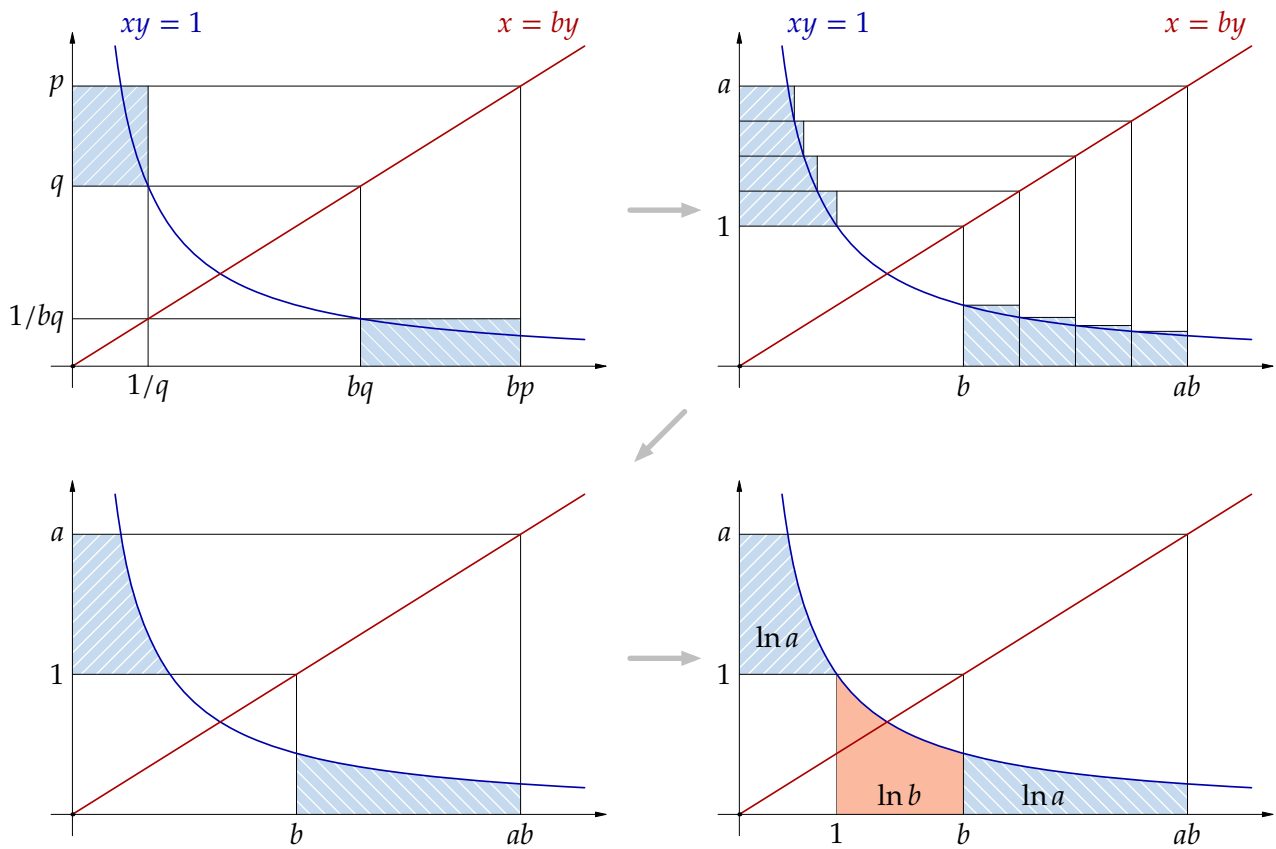 xy = 1
x = by
p
q
1/bq
1/q
bq
bp
xy = 1
x = by
a
1
b
ab
a
1
b
ab
a
ln a
1
ln b
ln a
1
b
ab